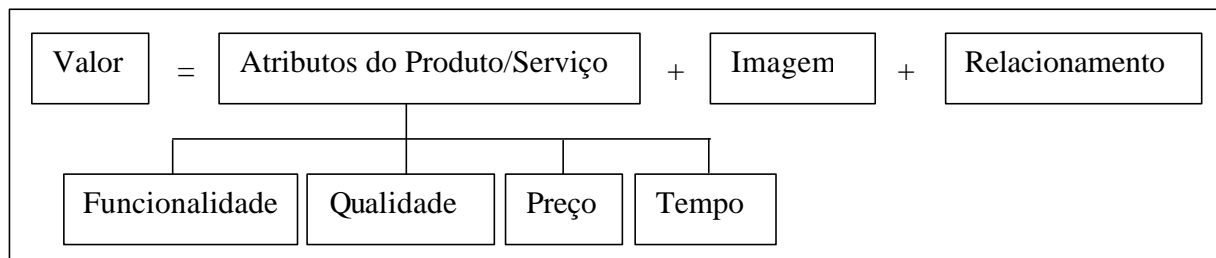 Valor = Atributos do Produto/Serviço + Imagem + Relacionamento
Funcionalidade Qualidade Preço Tempo